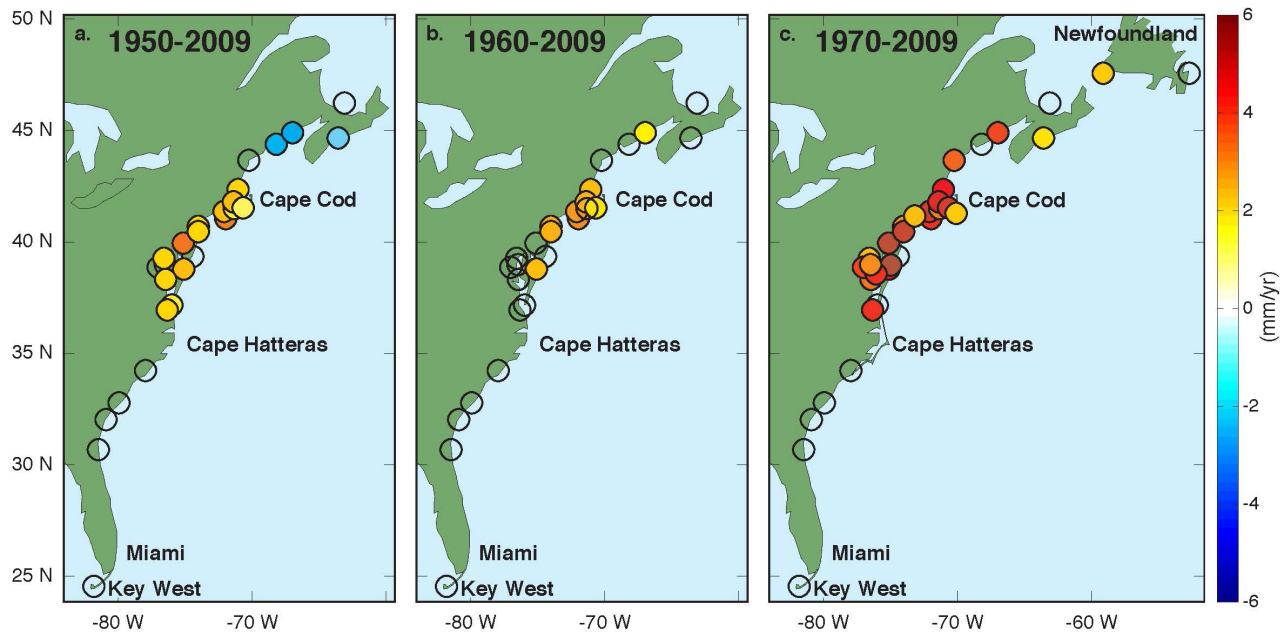 50 N
45 N
40 N
35 N
30 N
25 N
a. 1950-2009
Cape Cod
Cape Hatteras
Miami
Key West
-80 W -70 W
b. 1960-2009
Cape Cod
Cape Hatteras
Miami
Key West
-80 W -70 W
c. 1970-2009
Newfoundland
Cape Cod
Cape Hatteras
Miami
Key West
-80 W -70 W -60 W
6
4
2
0
-2
-4
-6
(mm/yr)